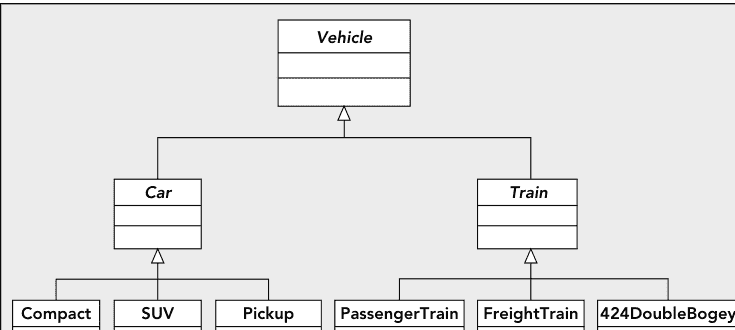 Vehicle
Car
Train
Compact
SUV
Pickup
PassengerTrain
FreightTrain
424DoubleBogey